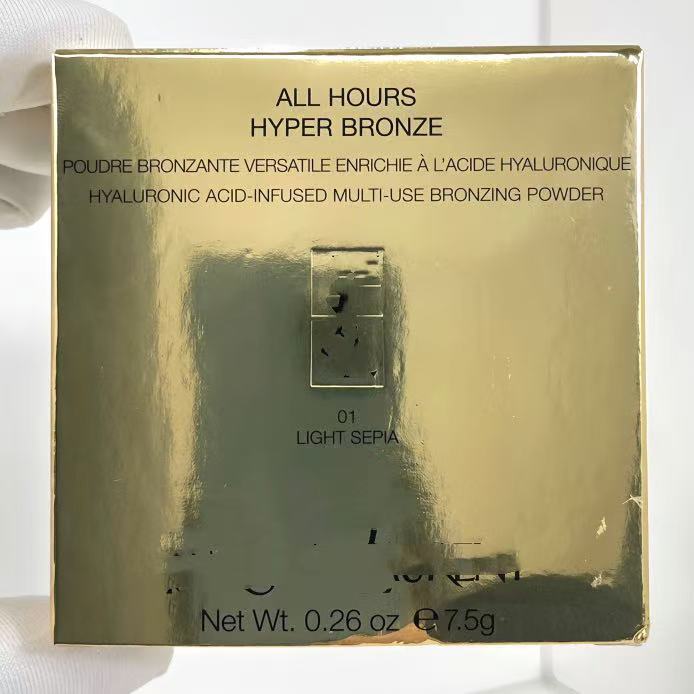 ALL HOURS
HYPER BRONZE
POUDRE BRONZANTE VERSATILE ENRICHIE À L'ACIDE HYALURONIQUE
HYALURONIC ACID-INFUSED MULTI-USE BRONZING POWDER
01
LIGHT SEPIA
Net Wt. 0.26 oz ℮ 7.5g